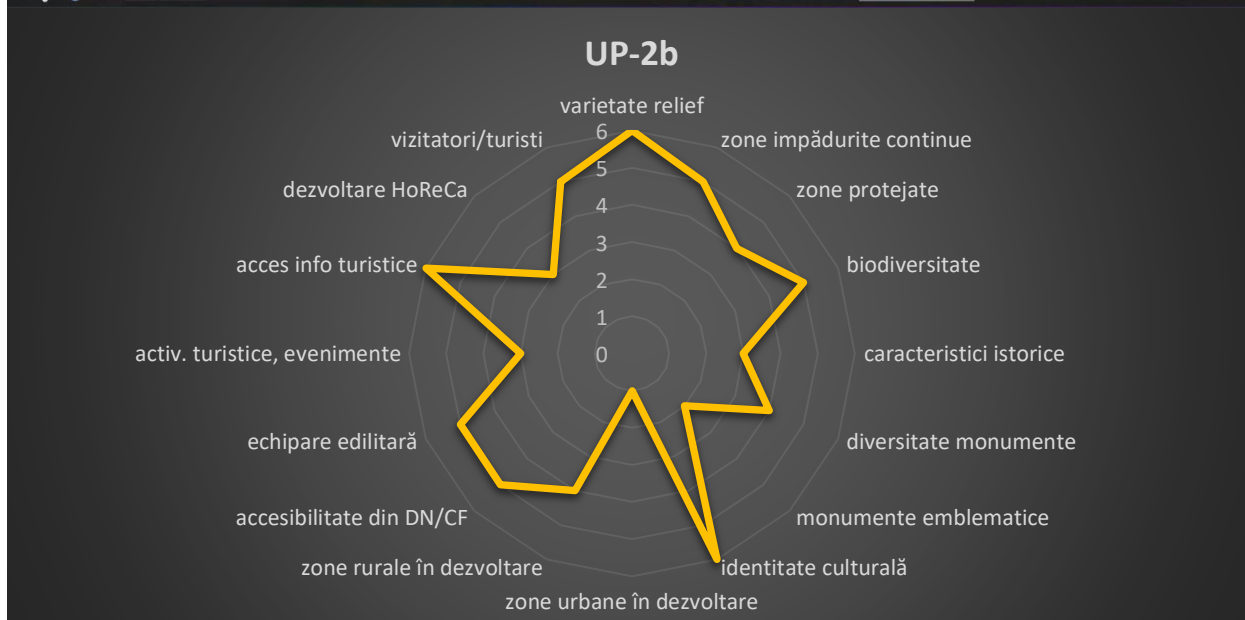 UP-2b
varietate relief
zone impădurite continue
zone protejate
biodiversitate
caracteristici istorice
diversitate monumente
monumente emblematice
identitate culturală
zone urbane în dezvoltare
zone rurale în dezvoltare
accesibilitate din DN/CF
echipare edilitară
activ. turistice, evenimente
acces info turistice
dezvoltare HoReCa
vizitatori/turisti
6
5
4
3
2
1
0